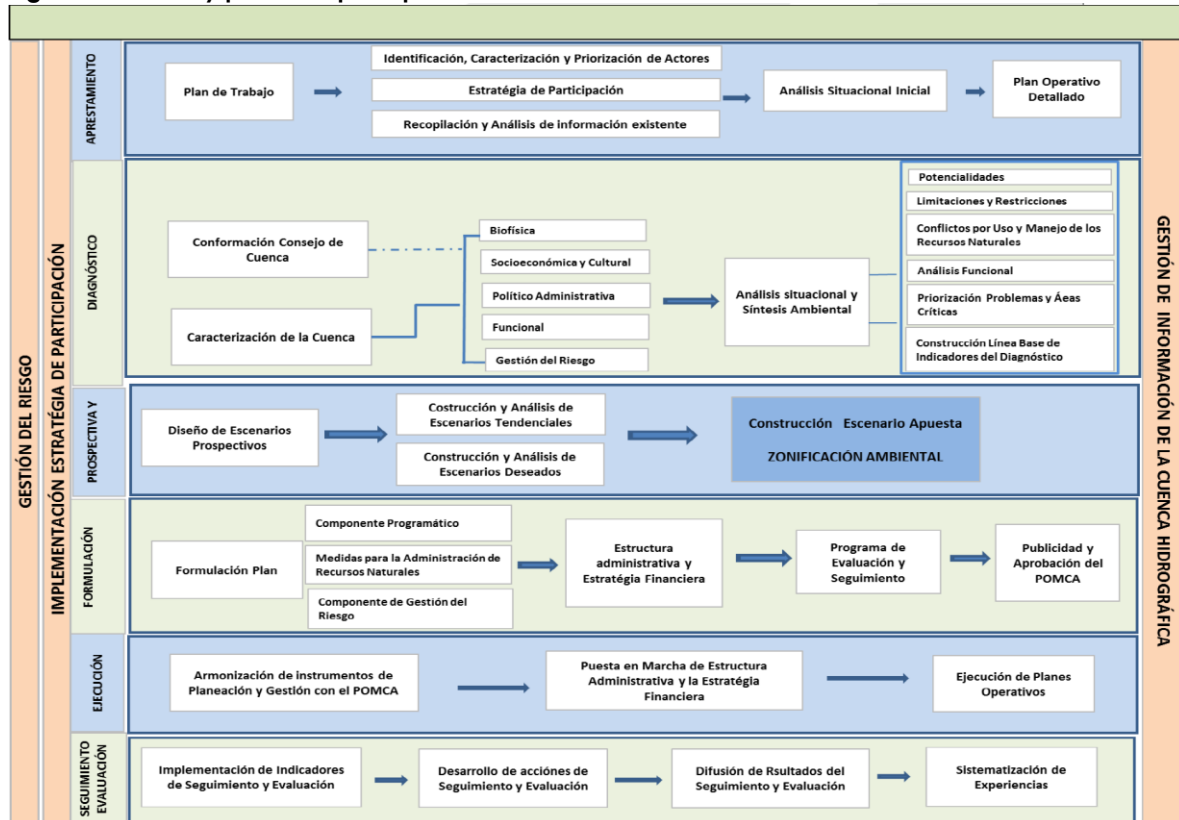 GESTIÓN DEL RIESGO
IMPLEMENTACIÓN ESTRATÉGIA DE PARTICIPACIÓN
APRESTAMIENTO
Plan de Trabajo
Identificación, Caracterización y Priorización de Actores
Estratégia de Participación
Recopilación y Análisis de información existente
Análisis Situacional Inicial
Plan Operativo
Detallado
DIAGNÓSTICO
Conformación Consejo de
Cuenca
Caracterización de la Cuenca
Biofísica
Socioeconómica y Cultural
Político Administrativa
Funcional
Gestión del Riesgo
Análisis situacional y
Síntesis Ambiental
Potencialidades
Limitaciones y Restricciones
Conflictos por Uso y Manejo de los
Recursos Naturales
Análisis Funcional
Priorización Problemas y Áeas
Críticas
Construcción Línea Base de
Indicadores del Diagnóstico
PROSPECTIVA Y
Diseño de Escenarios
Prospectivos
Costrucción y Análisis de
Escenarios Tendenciales
Construcción y Análisis de
Escenarios Deseados
Construcción Escenario Apuesta
ZONIFICACIÓN AMBIENTAL
FORMULACIÓN
Formulación Plan
Componente Programático
Medidas para la Administración de
Recursos Naturales
Componente de Gestión del
Riesgo
Estructura
administrativa y
Estratégia Financiera
Programa de
Evaluación y
Seguimiento
Publicidad y
Aprobación del
POMCA
EJECUCIÓN
Armonización de instrumentos de
Planeación y Gestión con el POMCA
Puesta en Marcha de Estructura
Administrativa y la Estratégia
Financiera
Ejecución de Planes
Operativos
SEGUIMIENTO
EVALUACIÓN
Implementación de Indicadores
de Seguimiento y Evaluación
Desarrollo de acciónes de
Seguimiento y Evaluación
Difusión de Rsultados del
Seguimiento y Evaluación
Sistematización de
Experiencias
GESTIÓN DE INFORMACIÓN DE LA CUENCA HIDROGRÁFICA